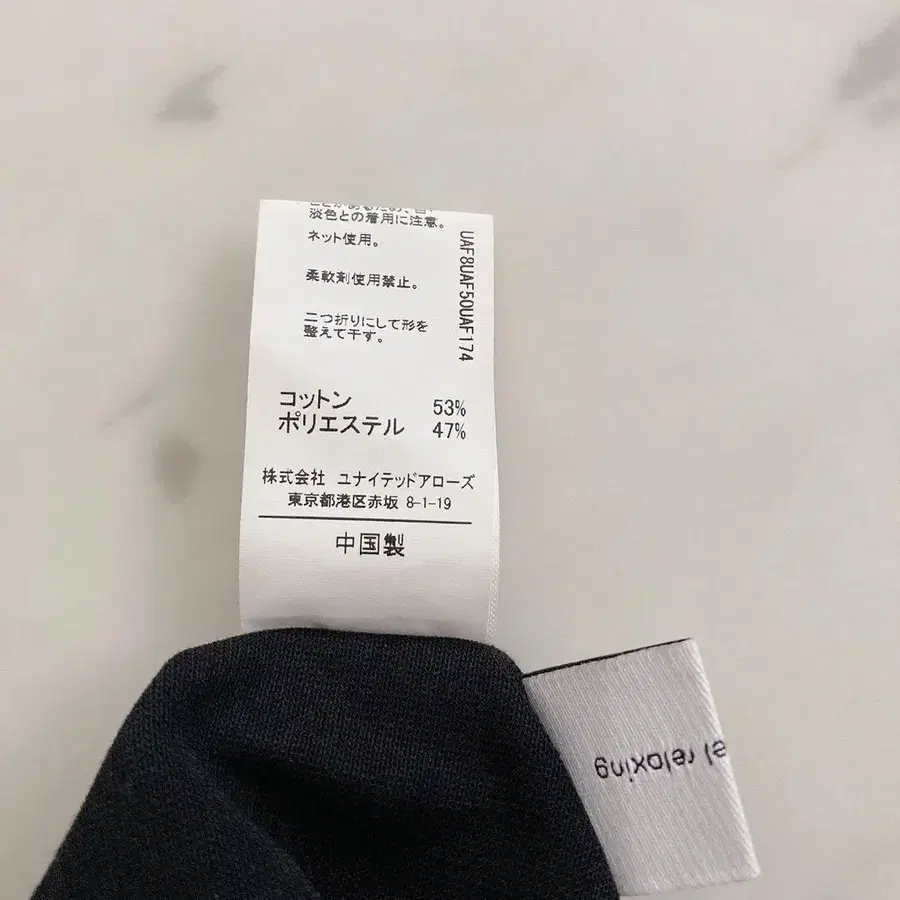 淡色との着用に注意。
ネット使用。
柔軟剤使用禁止。
二つ折りにして形を
整えて干す。
コットン 53%
ポリエステル 47%
株式会社 ユナイテッドアローズ
東京都港区赤坂 8-1-19
中国製
UAF8UAF50UAF174
relaxing